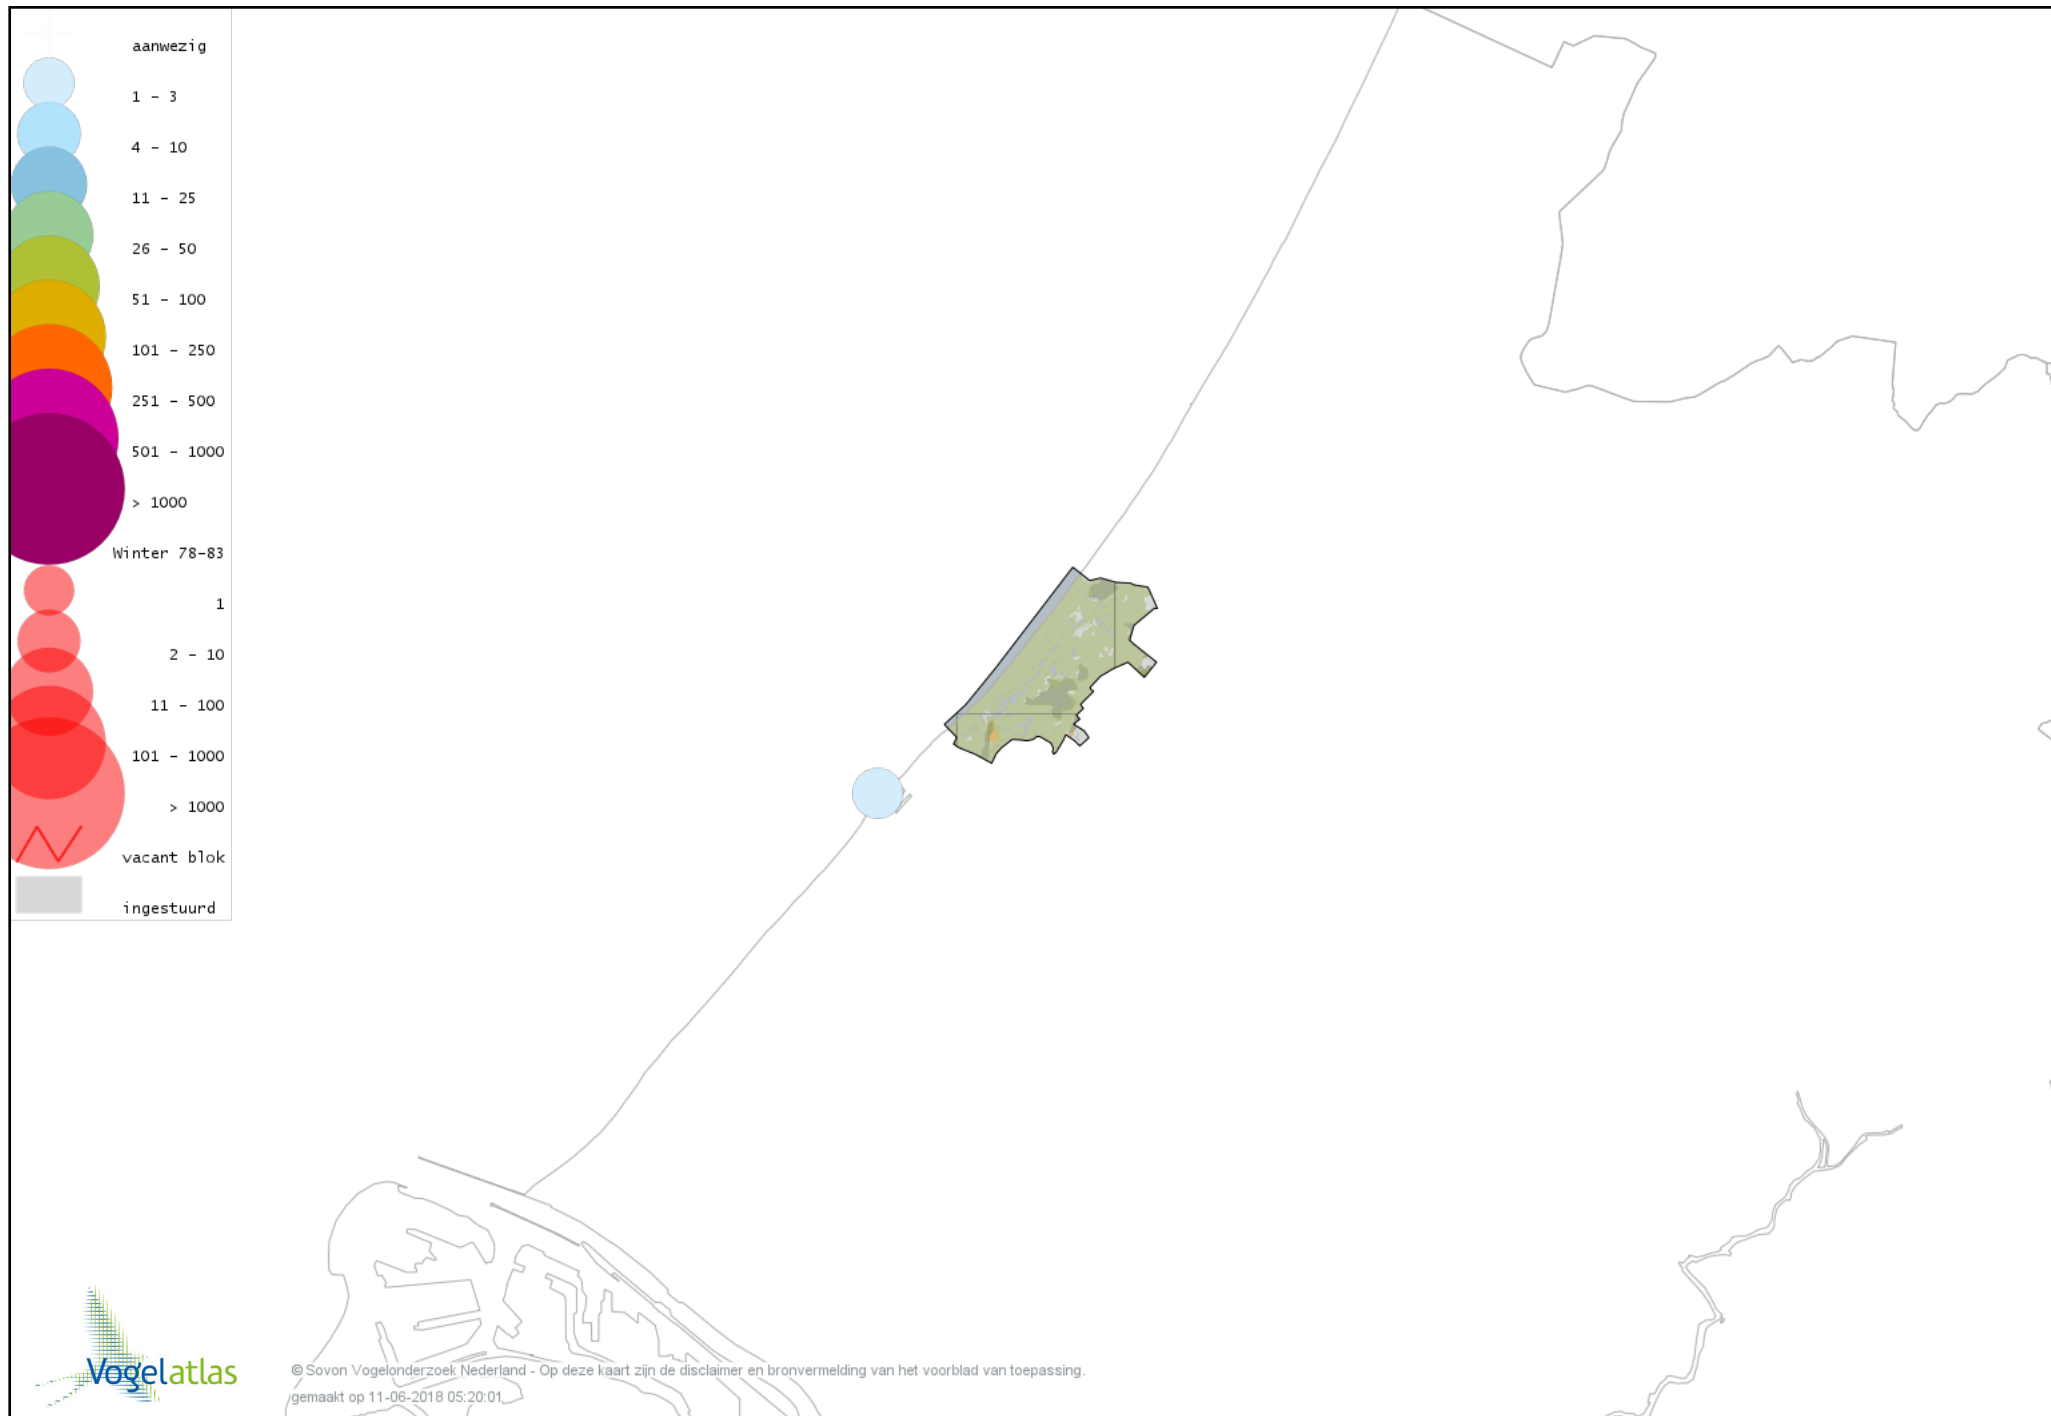 aanwezig
1 - 3
4 - 10
11 - 25
26 - 50
51 - 100
101 - 250
251 - 500
501 - 1000
> 1000
Winter 78-83
1
2 - 10
11 - 100
101 - 1000
> 1000
vacant blok
ingestuurd
Vogelatlas
© Sovon Vogelonderzoek Nederland - Op deze kaart zijn de disclaimer en bronvermelding van het voorblad van toepassing.
gemaakt op 11-06-2018 05:20:01